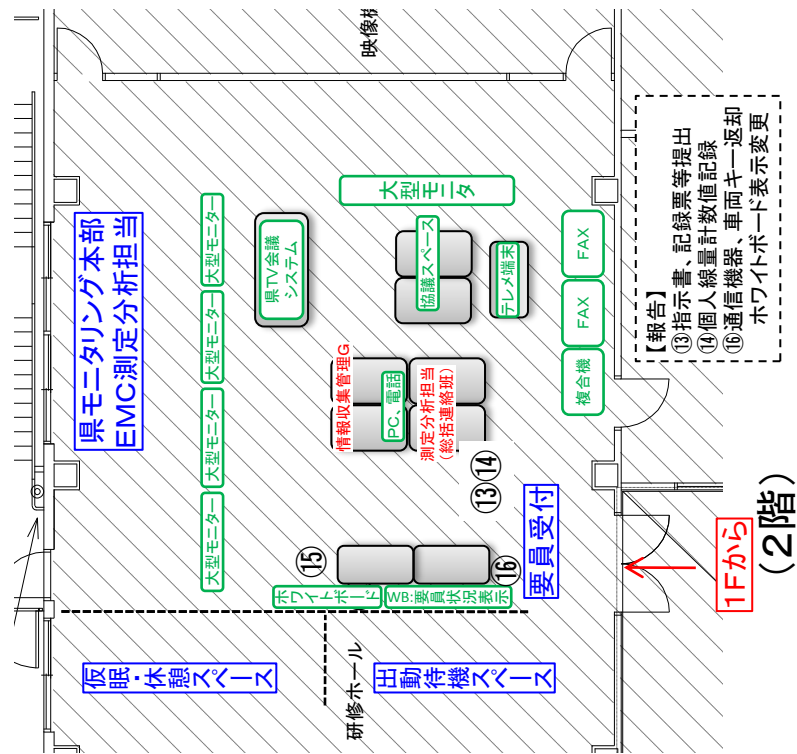 県モニタリング本部
EMC測定分析担当
大型モニター
大型モニター
大型モニター
大型モニター
県TV会議
システム
大型モニタ
協議スペース
テレメ端末
FAX
FAX
複合機
情報収集管理G
PC、電話
測定分析担当
(総括連絡班)
⑬⑭
⑮
⑯
要員受付
ホワイトボード
WB:要員状況表示
仮眠・休憩スペース
研修ホール
出動待機スペース
1Fから
(2階)
【報告】
⑬指示書、記録票等提出
⑭個人線量計数値記録
⑯通信機器、車両キー返却
ホワイトボード表示変更
映像機